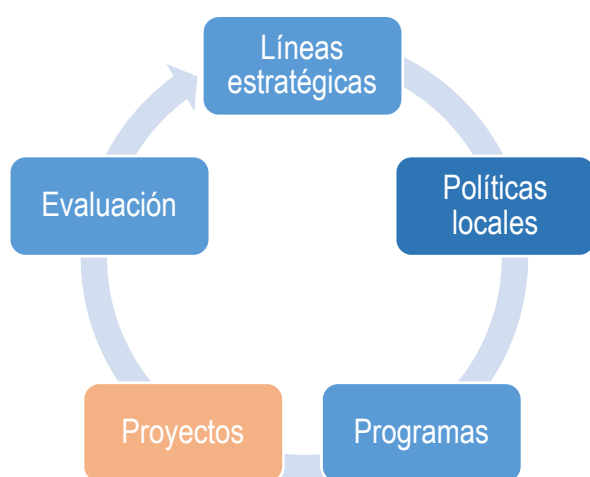 Líneas
estratégicas
Políticas
locales
Evaluación
Proyectos
Programas